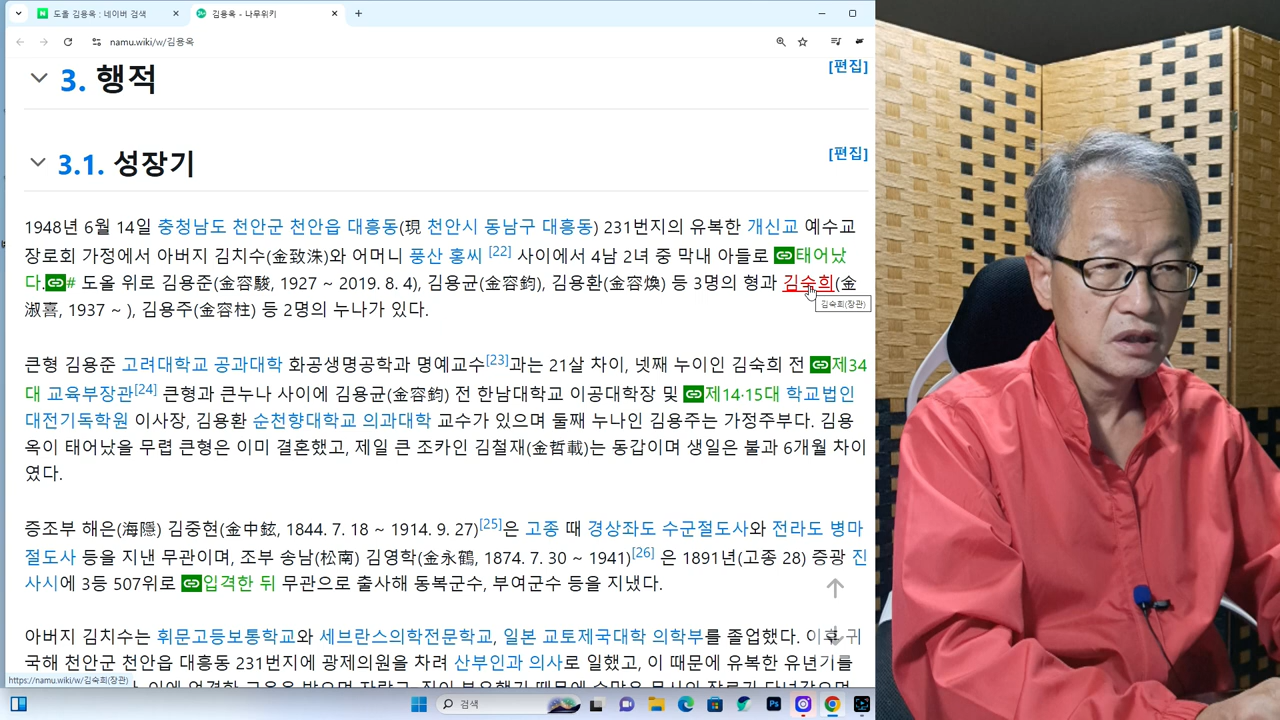 도올 김용옥 : 네이버 검색
김용옥 - 나무위키
namu.wiki/w/김용옥
3. 행적
[편집]
3.1. 성장기
[편집]
1948년 6월 14일 충청남도 천안군 천안읍 대흥동(現 천안시 동남구 대흥동) 231번지의 유복한 개신교 예수교
장로회 가정에서 아버지 김치수(金致洙)와 어머니 풍산 홍씨 [22] 사이에서 4남 2녀 중 막내 아들로 태어났
다.# 도올 위로 김용준(金容駿, 1927 ~ 2019. 8. 4), 김용균(金容鈞), 김용환(金容煥) 등 3명의 형과 김숙희(金
淑喜, 1937 ~ ), 김용주(金容柱) 등 2명의 누나가 있다.
김숙희(장관)
큰형 김용준 고려대학교 공과대학 화공생명공학과 명예교수[23]과는 21살 차이, 넷째 누이인 김숙희 전 제34
대 교육부장관[24] 큰형과 큰누나 사이에 김용균(金容鈞) 전 한남대학교 이공대학장 및 제14·15대 학교법인
대전기독학원 이사장, 김용환 순천향대학교 의과대학 교수가 있으며 둘째 누나인 김용주는 가정주부다. 김용
옥이 태어났을 무렵 큰형은 이미 결혼했고, 제일 큰 조카인 김철재(金哲載)는 동갑이며 생일은 불과 6개월 차이
였다.
증조부 해은(海隱) 김중현(金中鉉, 1844. 7. 18 ~ 1914. 9. 27)[25]은 고종 때 경상좌도 수군절도사와 전라도 병마
절도사 등을 지낸 무관이며, 조부 송남(松南) 김영학(金永鶴, 1874. 7. 30 ~ 1941)[26] 은 1891년(고종 28) 증광 진
사시에 3등 507위로 입격한 뒤 무관으로 출사해 동복군수, 부여군수 등을 지냈다.
아버지 김치수는 휘문고등보통학교와 세브란스의학전문학교, 일본 교토제국대학 의학부를 졸업했다. 이후 귀
국해 천안군 천안읍 대흥동 231번지에 광제의원을 차려 산부인과 의사로 일했고, 이 때문에 유복한 유년기를
https://namu.wiki/w/김숙희(장관)
검색